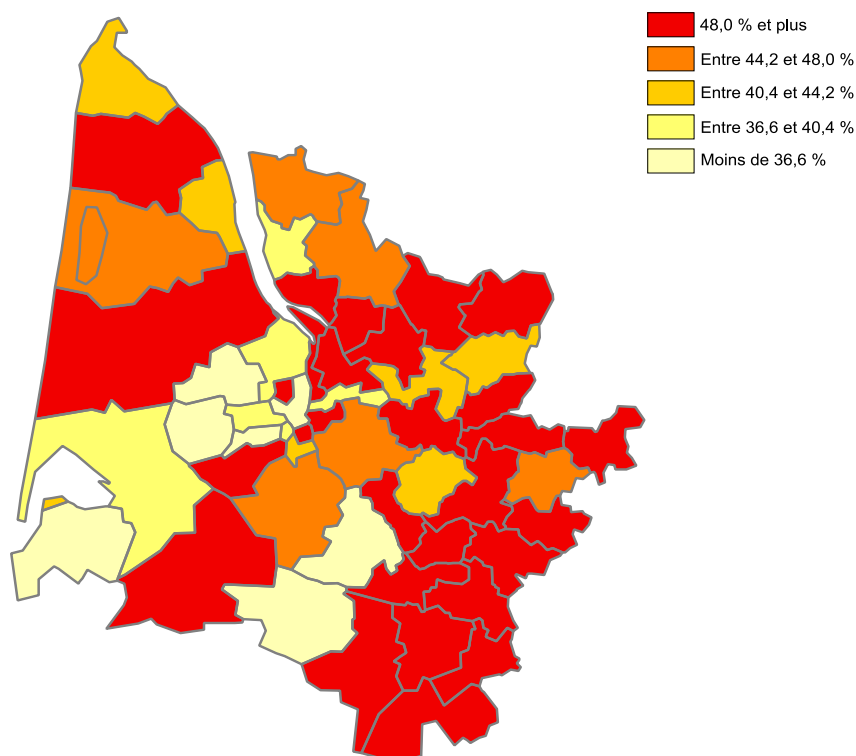 48,0 % et plus
Entre 44,2 et 48,0 %
Entre 40,4 et 44,2 %
Entre 36,6 et 40,4 %
Moins de 36,6 %